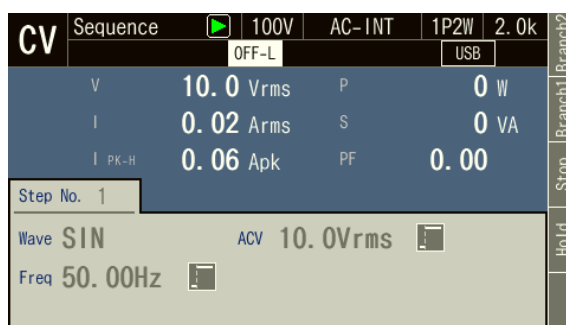 CV Sequence 100V AC-INT 1P2W 2.0k
OFF-L USB
V 10.0 Vrms P 0 W
I 0.02 Arms S 0 VA
I PK-H 0.06 Apk PF 0.00
Step No. 1
Wave SIN ACV 10.0Vrms
Freq 50.00Hz
Branch2
Branch1
Stop
Hold